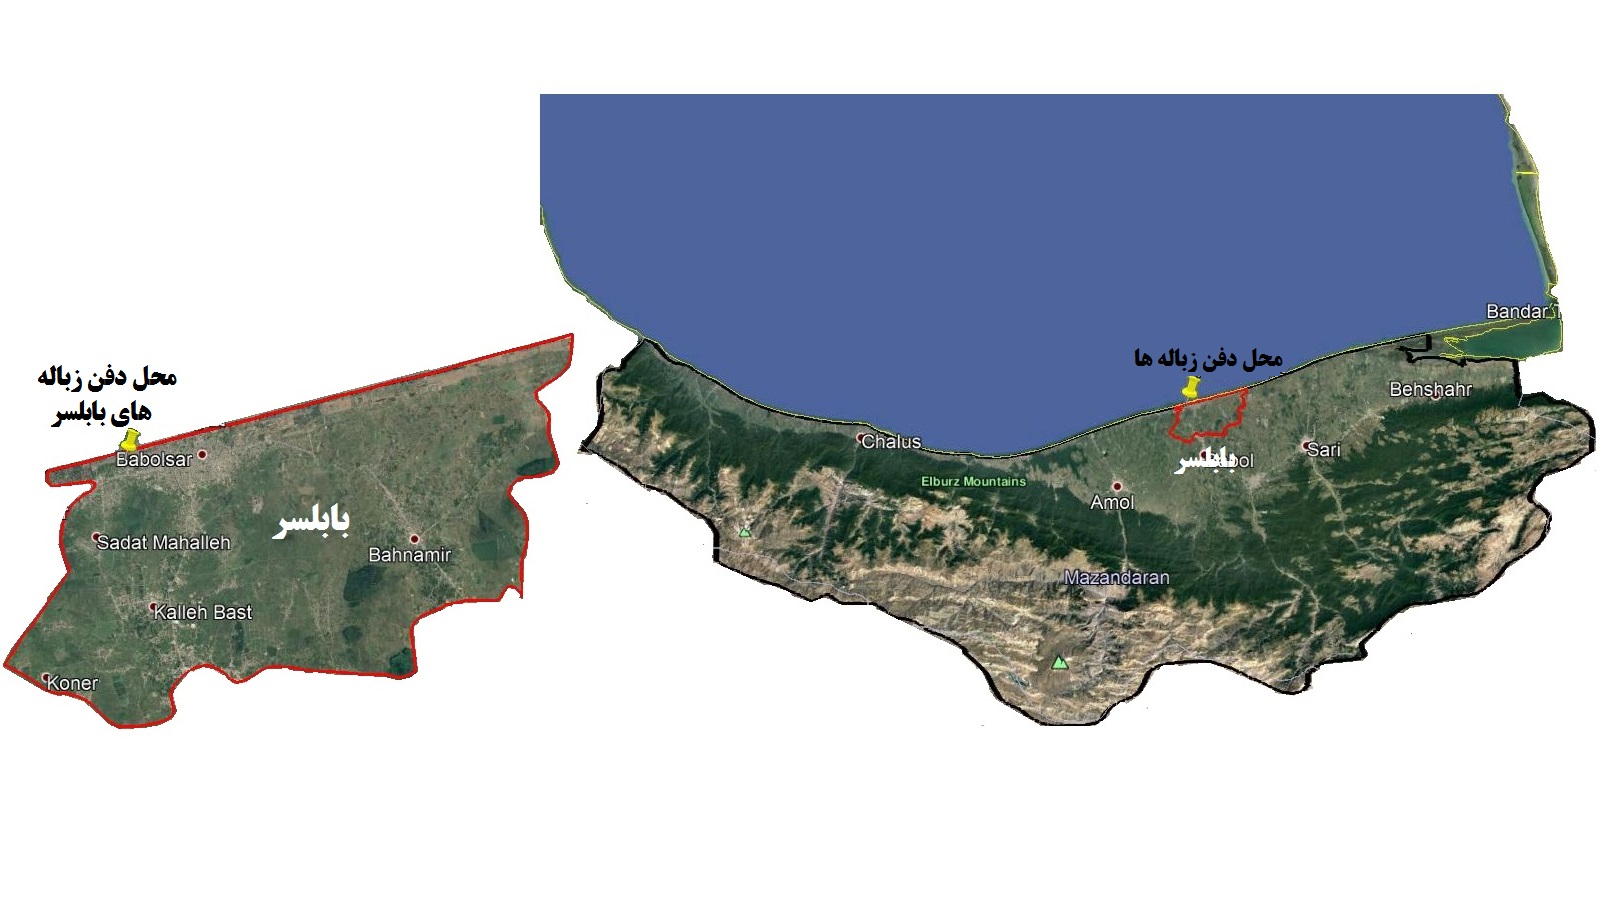 محل دفن زباله
های بابلسر
Babolsar
بابلسر
Sadat Mahalleh
Bahnamir
Kalleh Bast
Koner
Bandar
محل دفن زباله ها
Behshahr
Chalus
Sari
بابلسر
Elburz Mountains
Amol
Mazandaran